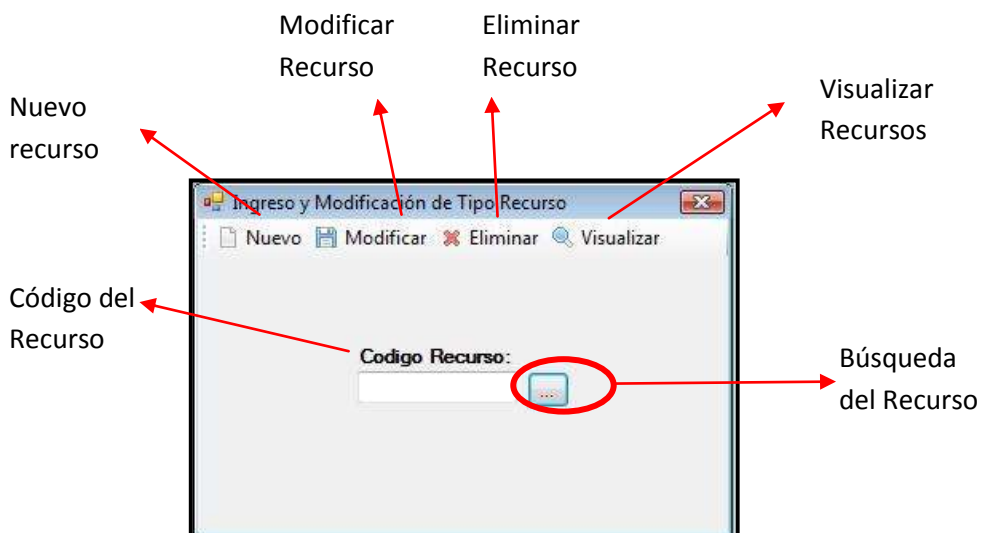 Modificar
Recurso
Eliminar
Recurso
Visualizar
Recursos
Nuevo
recurso
Ingreso y Modificación de Tipo Recurso
Nuevo Modificar Eliminar Visualizar
Código del
Recurso
Codigo Recurso:
...
Búsqueda
del Recurso